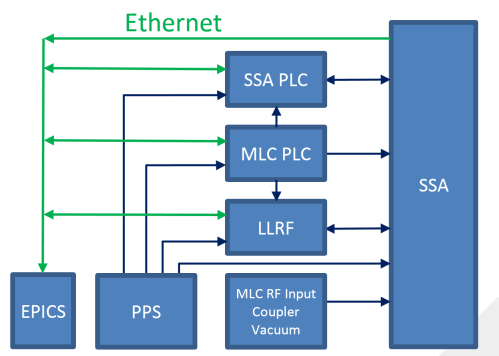 Ethernet
SSA PLC
MLC PLC
SSA
LLRF
EPICS
PPS
MLC RF Input
Coupler
Vacuum